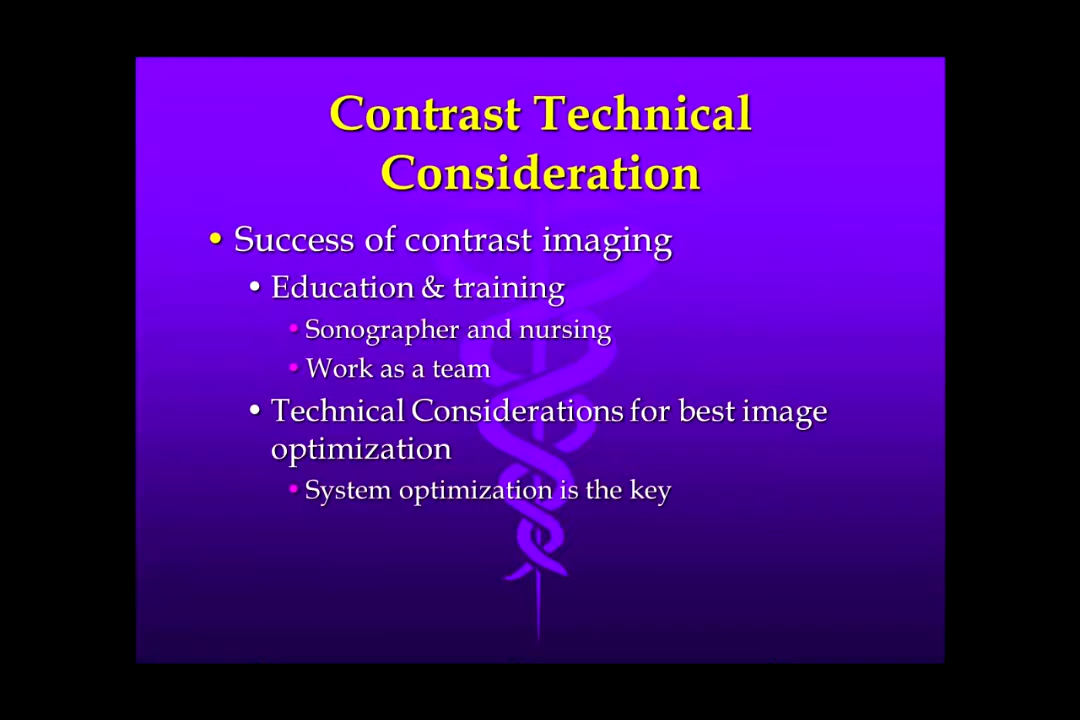 Contrast Technical
Consideration
• Success of contrast imaging
• Education & training
• Sonographer and nursing
• Work as a team
• Technical Considerations for best image
optimization
• System optimization is the key